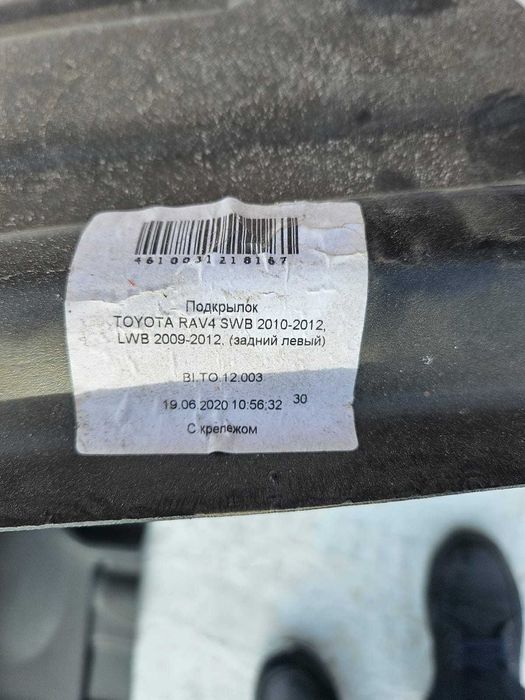 4610031218167
Подкрылок
TOYOTA RAV4 SWB 2010-2012,
LWB 2009-2012. (задний левый)
BI.TO.12.003
19.06.2020 10:56:32 30
С крепежом